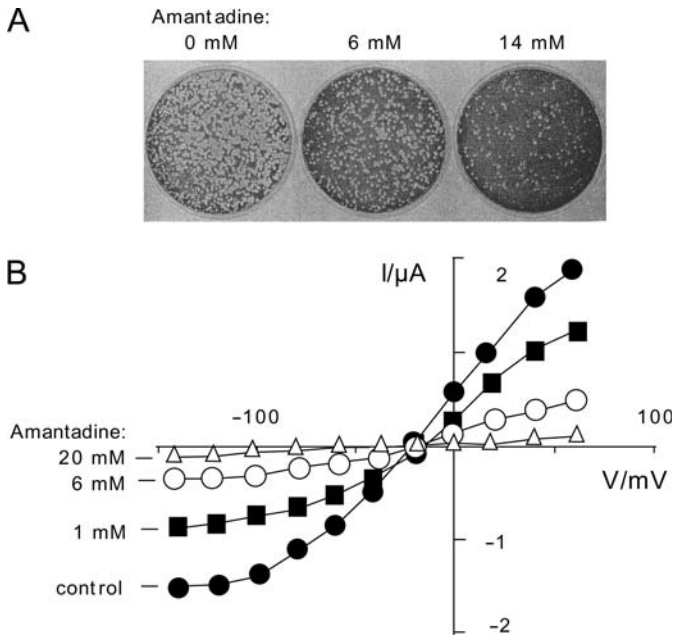 A
Amantadine:
0 mM 6 mM 14 mM
B
I/µA
2
−100
100
Amantadine:
20 mM
6 mM
V/mV
1 mM
−1
control
−2